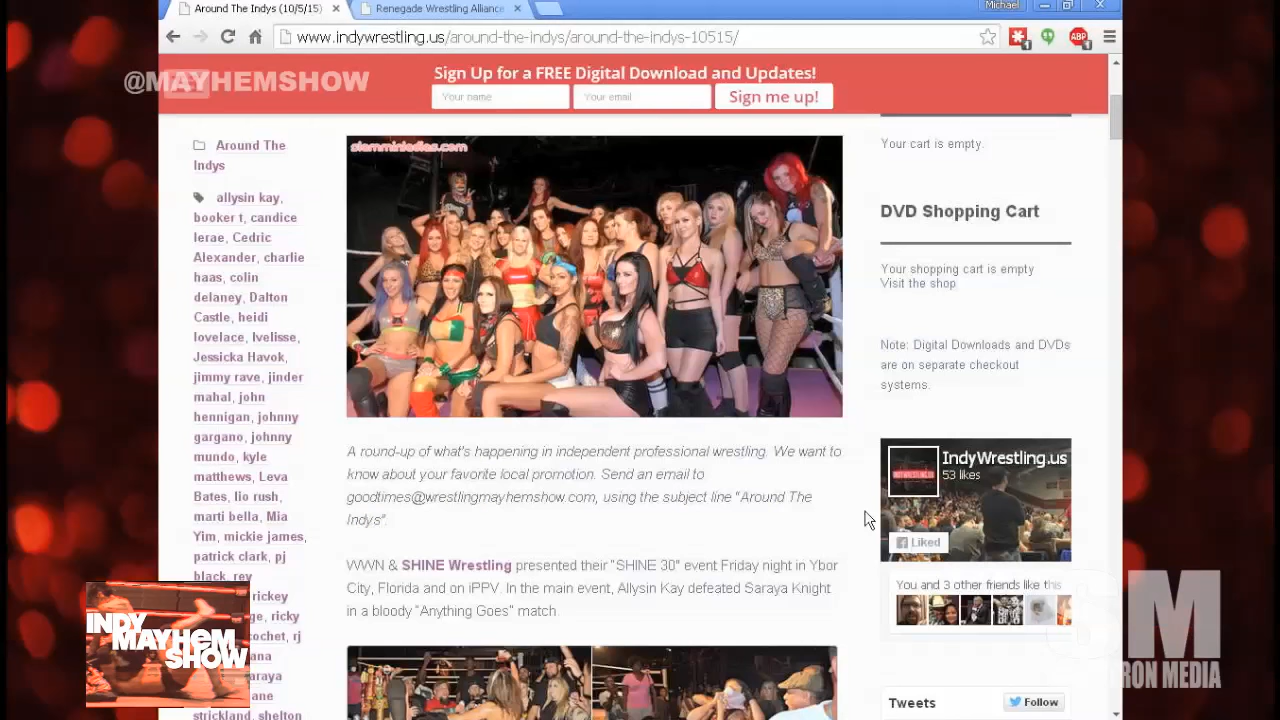 Around The Indys (10/5/15)
Renegade Wrestling Alliance
Michael
www.indywrestling.us/around-the-indys/around-the-indys-10515/
ABP
@MAYHEMSHOW
Sign Up for a FREE Digital Download and Updates!
Your name
Your email
Sign me up!
Around The
Indys
allysin kay,
booker t, candice
lerae, Cedric
Alexander, charlie
haas, colin
delaney, Dalton
Castle, heidi
lovelace, Ivelisse,
Jessicka Havok,
jimmy rave, jinder
mahal, john
hennigan, johnny
gargano, johnny
mundo, kyle
matthews, Leva
Bates, lio rush,
marti bella, Mia
Yim, mickie james,
patrick clark, pj
black, rey
rickey
ge, ricky
ochet, rj
ana
araya
ane
strickland, shelton
INDY
MAYHEM
SHOW
slamminladies.com
A round-up of what's happening in independent professional wrestling. We want to
know about your favorite local promotion. Send an email to
goodtimes@wrestlingmayhemshow.com, using the subject line "Around The
Indys".
WWN & SHINE Wrestling presented their "SHINE 30" event Friday night in Ybor
City, Florida and on iPPV. In the main event, Allysin Kay defeated Saraya Knight
in a bloody "Anything Goes" match.
Your cart is empty.
DVD Shopping Cart
Your shopping cart is empty
Visit the shop
Note: Digital Downloads and DVDs
are on separate checkout
systems.
IndyWrestling.us
53 likes
Liked
You and 3 other friends like this
Tweets
Follow
SM
RON MEDIA